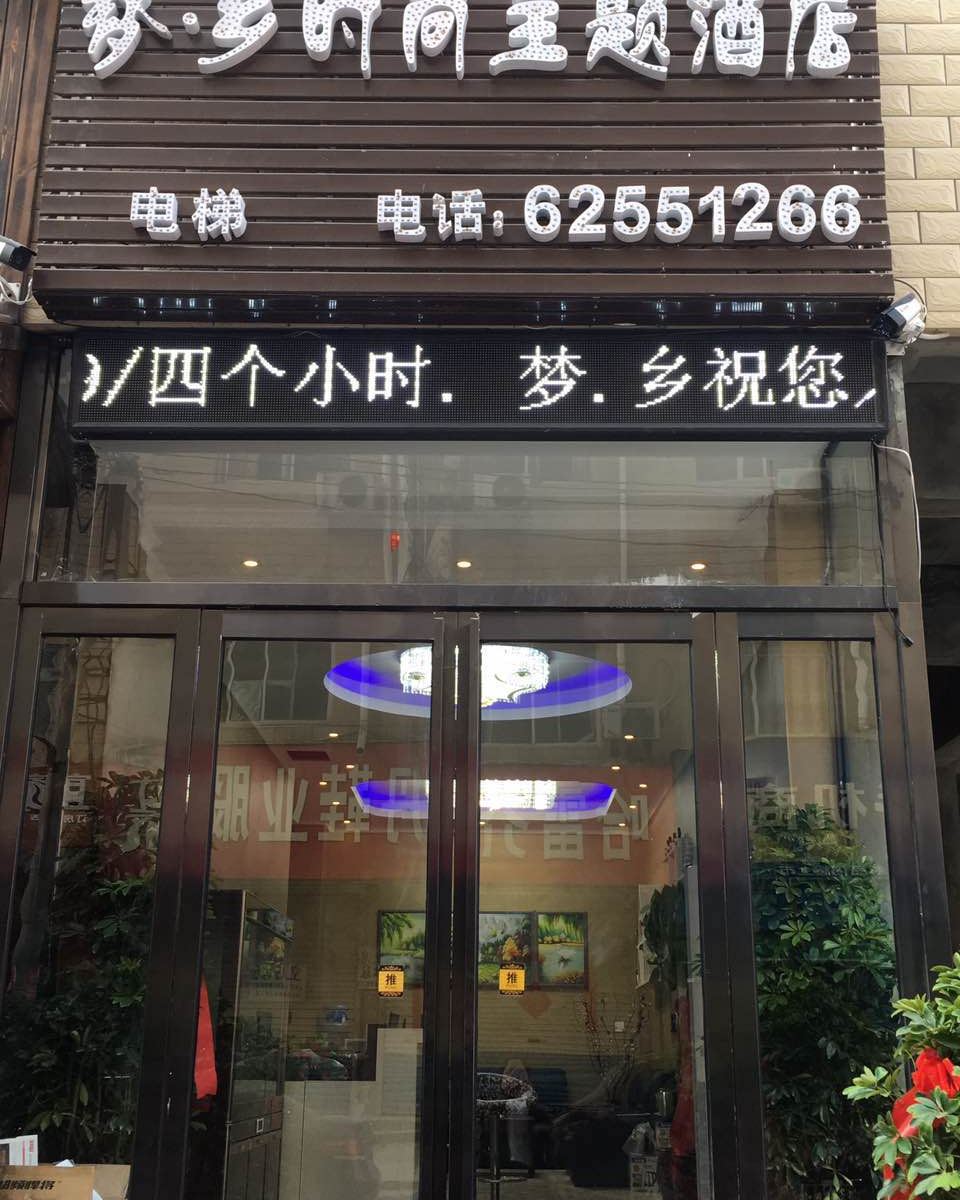 梦·乡时尚主题酒店
电梯 电话:62551266
)/四个小时. 梦.乡祝您
推 推